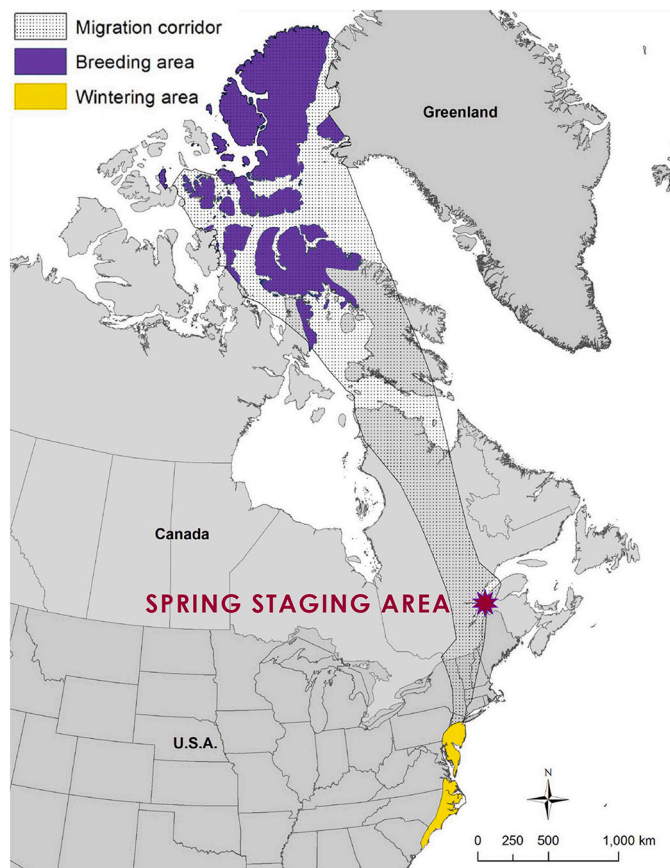 Migration corridor
Breeding area
Wintering area
Greenland
Canada
SPRING STAGING AREA
U.S.A.
N
0 250 500 1,000 km